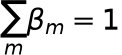 ∑_m β_m = 1